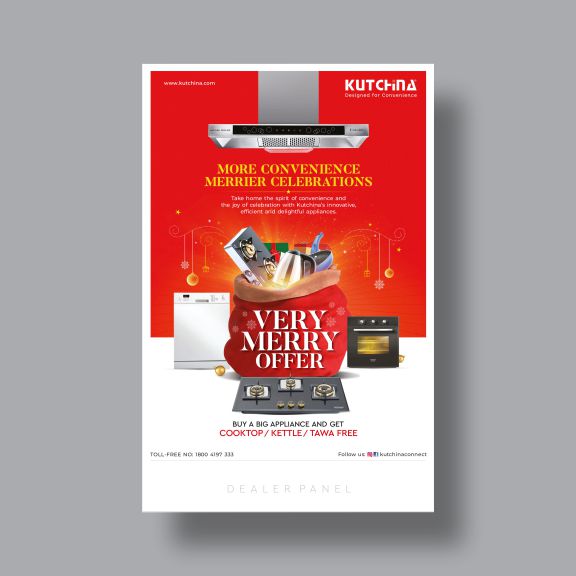 www.kutchina.com
KUTCHINA
Designed for Convenience
MORE CONVENIENCE
MERRIER CELEBRATIONS
Take home the spirit of convenience and
the joy of celebration with Kutchina's innovative,
efficient and delightful appliances.
VERY
MERRY
OFFER
BUY A BIG APPLIANCE AND GET
COOKTOP / KETTLE / TAWA FREE
TOLL-FREE NO: 1800 4197 333
Follow us: kutchinaconnect
DEALER PANEL